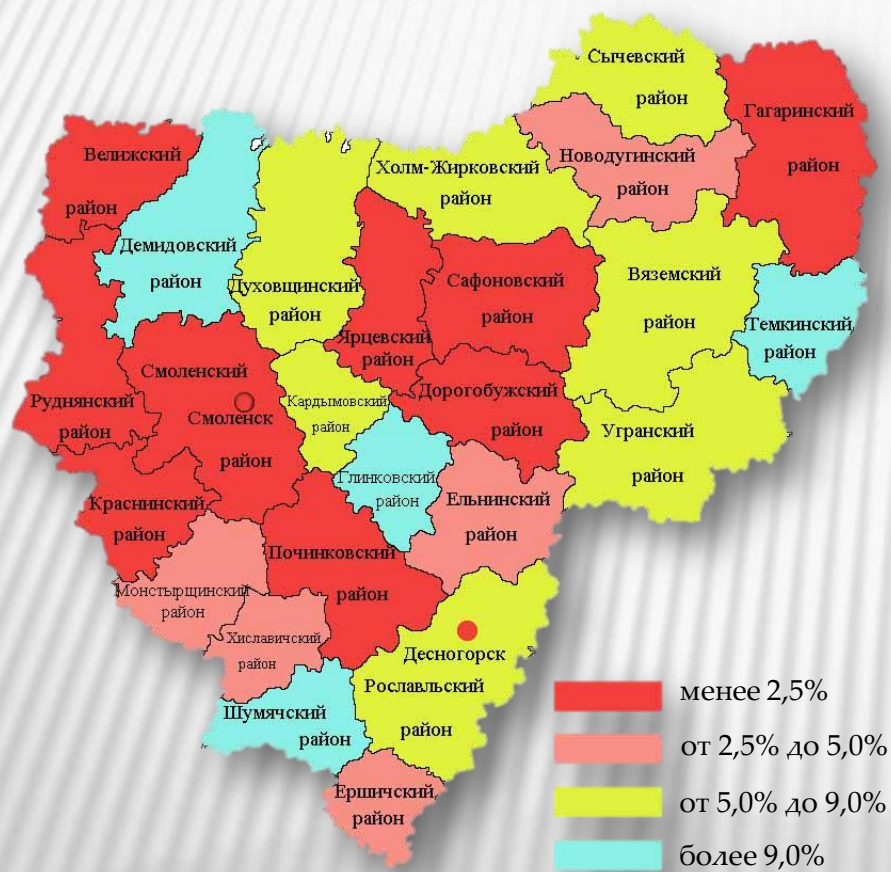 Сычевский
район
Гагаринский
район
Новодугинский
район
Холм-Жирковский
район
Велижский
район
Демидовский
район
Духовщинский
район
Ярцевский
район
Сафоновский
район
Вяземский
район
Темкинский
район
Смоленский
Смоленск
район
Руднянский
район
Кардымовский
район
Дорогобужский
район
Угранский
район
Глинковский
район
Ельнинский
район
Краснинский
район
Починковский
район
Монстырщинский
район
Хиславичский
район
Десногорск
Рославльский
район
Шумячский
район
Ершичский
район
менее 2,5%
от 2,5% до 5,0%
от 5,0% до 9,0%
более 9,0%